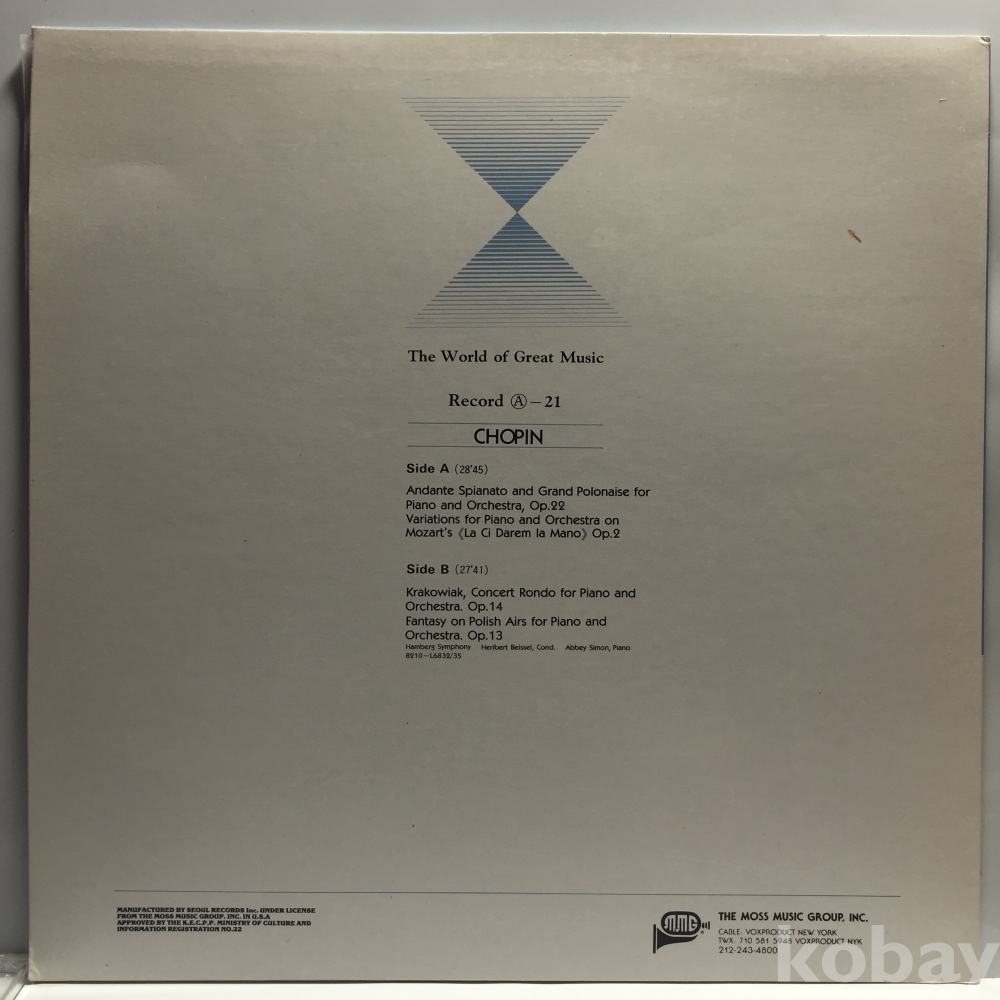 The World of Great Music
Record Ⓐ–21
CHOPIN
Side A (28'45)
Andante Spianato and Grand Polonaise for
Piano and Orchestra, Op.22
Variations for Piano and Orchestra on
Mozart's 《La Ci Darem la Mano》 Op.2
Side B (27'41)
Krakowiak, Concert Rondo for Piano and
Orchestra. Op.14
Fantasy on Polish Airs for Piano and
Orchestra. Op.13
Hamberg Symphony Heribert Beissel, Cond. Abbey Simon, Piano
8210–L6832/35
MANUFACTURED BY SEOUL RECORDS Inc. UNDER LICENSE
FROM THE MOSS MUSIC GROUP. INC. IN U.S.A
APPROVED BY THE K.E.C.P.P. MINISTRY OF CULTURE AND
INFORMATION REGISTRATION NO.22
MMG
THE MOSS MUSIC GROUP, INC.
CABLE: VOXPRODUCT NEW YORK
TWX. 710 581 5948 VOXPRODUCT NYK
212-243-4800
kobay